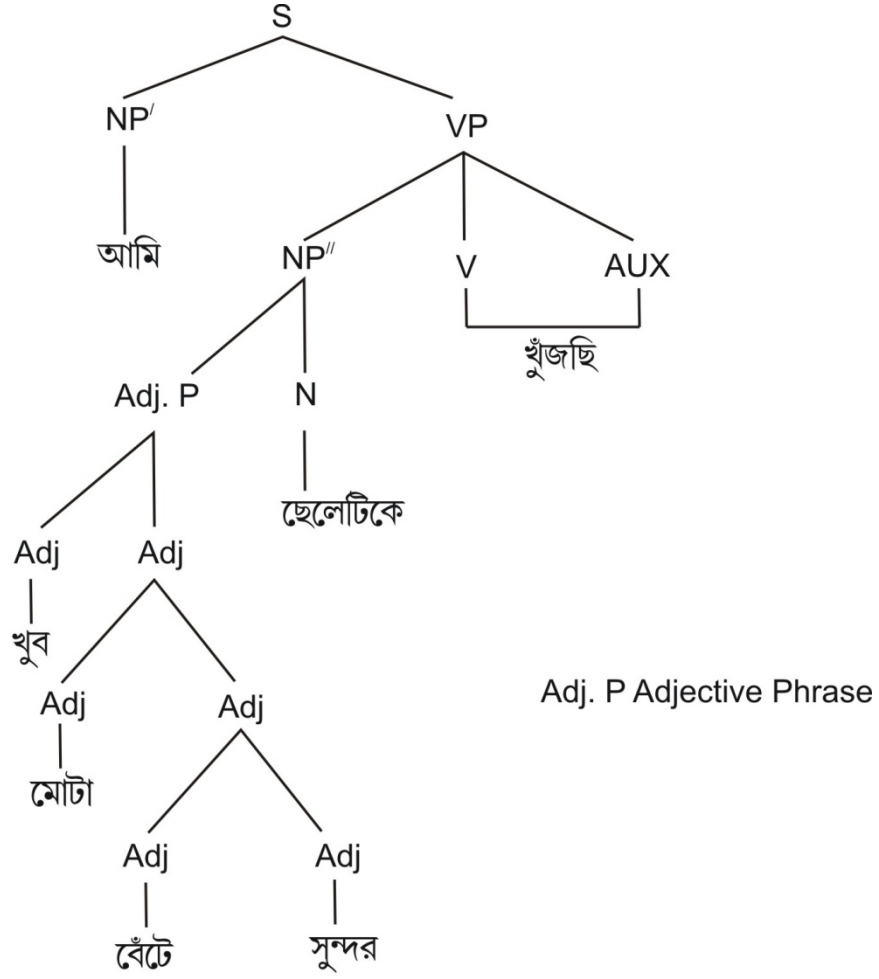 S
NP/ VP
আমি NP// V AUX
খুঁজছি
Adj. P N
ছেলেটিকে
Adj Adj
খুব
Adj Adj Adj. P Adjective Phrase
মোটা
Adj Adj
বেঁটে সুন্দর